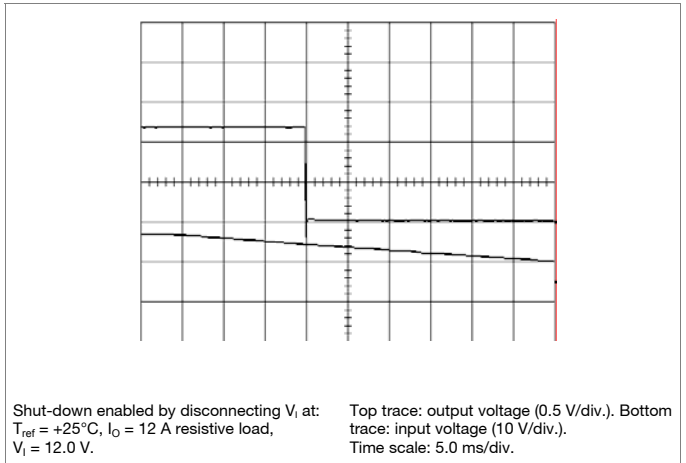 Shut-down enabled by disconnecting VI at:
Tref = +25°C, IO = 12 A resistive load,
VI = 12.0 V.
Top trace: output voltage (0.5 V/div.). Bottom
trace: input voltage (10 V/div.).
Time scale: 5.0 ms/div.